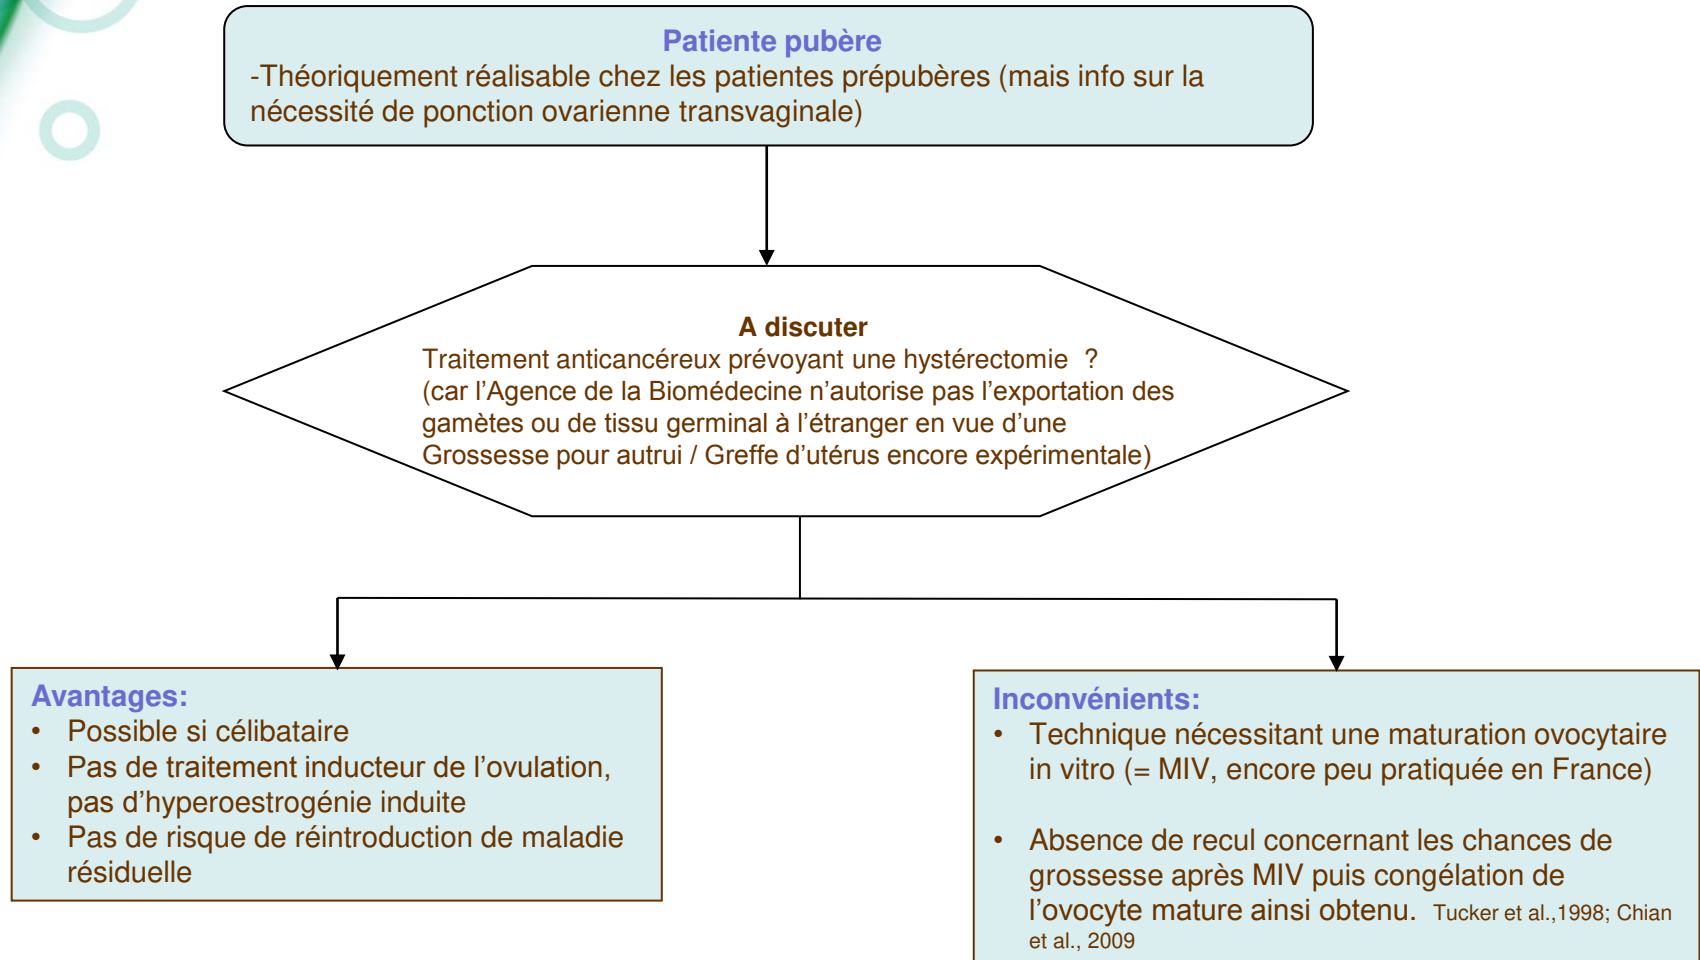 Patiente pubère
-Théoriquement réalisable chez les patientes prépubères (mais info sur la
nécessité de ponction ovarienne transvaginale)
A discuter
Traitement anticancéreux prévoyant une hystérectomie ?
(car l’Agence de la Biomédecine n’autorise pas l’exportation des
gamètes ou de tissu germinal à l’étranger en vue d’une
Grossesse pour autrui / Greffe d’utérus encore expérimentale)
Avantages:
• Possible si célibataire
• Pas de traitement inducteur de l’ovulation,
pas d’hyperoestrogénie induite
• Pas de risque de réintroduction de maladie
résiduelle
Inconvénients:
• Technique nécessitant une maturation ovocytaire
in vitro (= MIV, encore peu pratiquée en France)
• Absence de recul concernant les chances de
grossesse après MIV puis congélation de
l’ovocyte mature ainsi obtenu. Tucker et al.,1998; Chian
et al., 2009